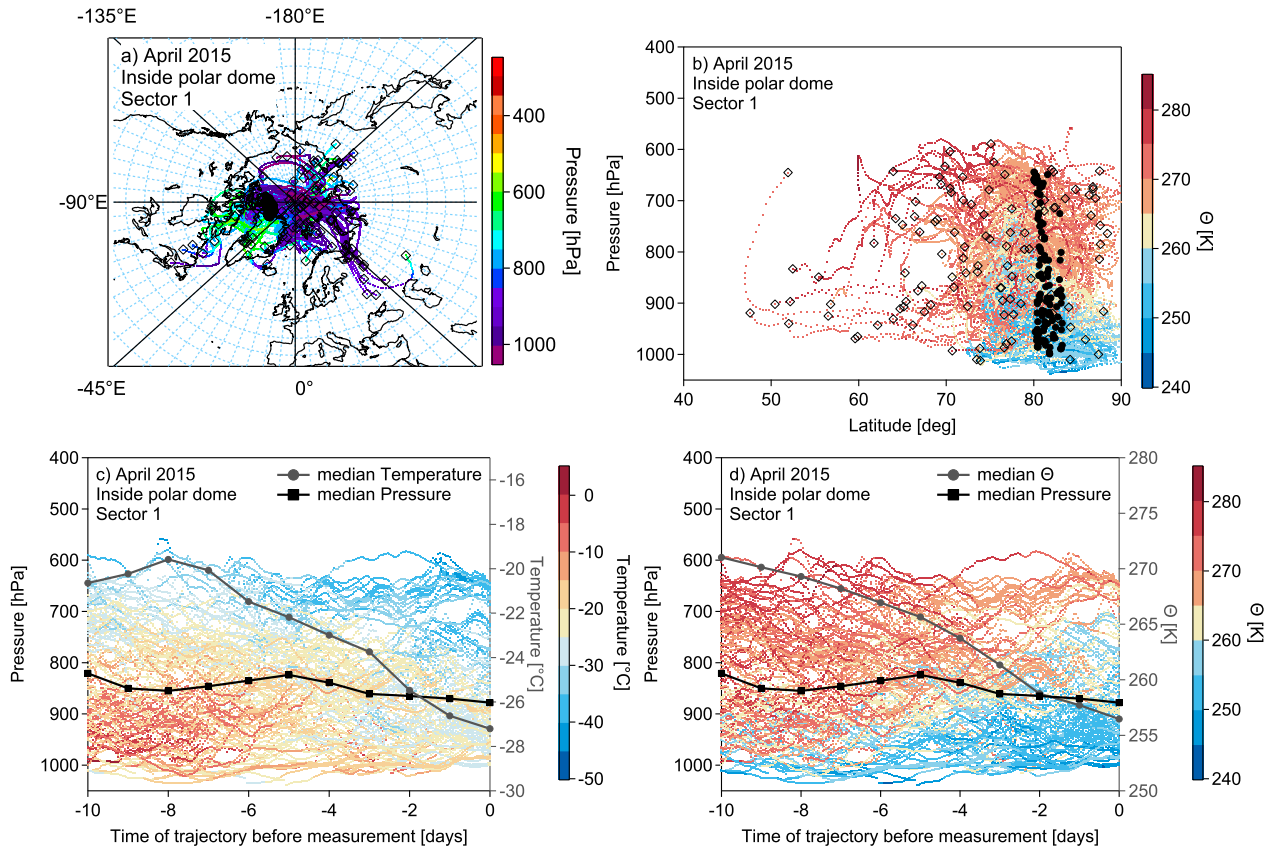 -135°E
-180°E
a) April 2015
Inside polar dome
Sector 1
-90°E
-45°E
0°
400
600
800
1000
Pressure [hPa]
b) April 2015
Inside polar dome
Sector 1
400
500
600
700
800
900
1000
Pressure [hPa]
40
50
60
70
80
90
Latitude [deg]
280
270
260
250
240
Θ [K]
c) April 2015
Inside polar dome
Sector 1
median Temperature
median Pressure
400
500
600
700
800
900
1000
Pressure [hPa]
-10
-8
-6
-4
-2
0
Time of trajectory before measurement [days]
-16
-18
-20
-22
-24
-26
-28
-30
Temperature [°C]
0
-10
-20
-30
-40
-50
Temperature [°C]
d) April 2015
Inside polar dome
Sector 1
median Θ
median Pressure
400
500
600
700
800
900
1000
Pressure [hPa]
-10
-8
-6
-4
-2
0
Time of trajectory before measurement [days]
280
275
270
265
260
255
250
Θ [K]
280
270
260
250
240
Θ [K]